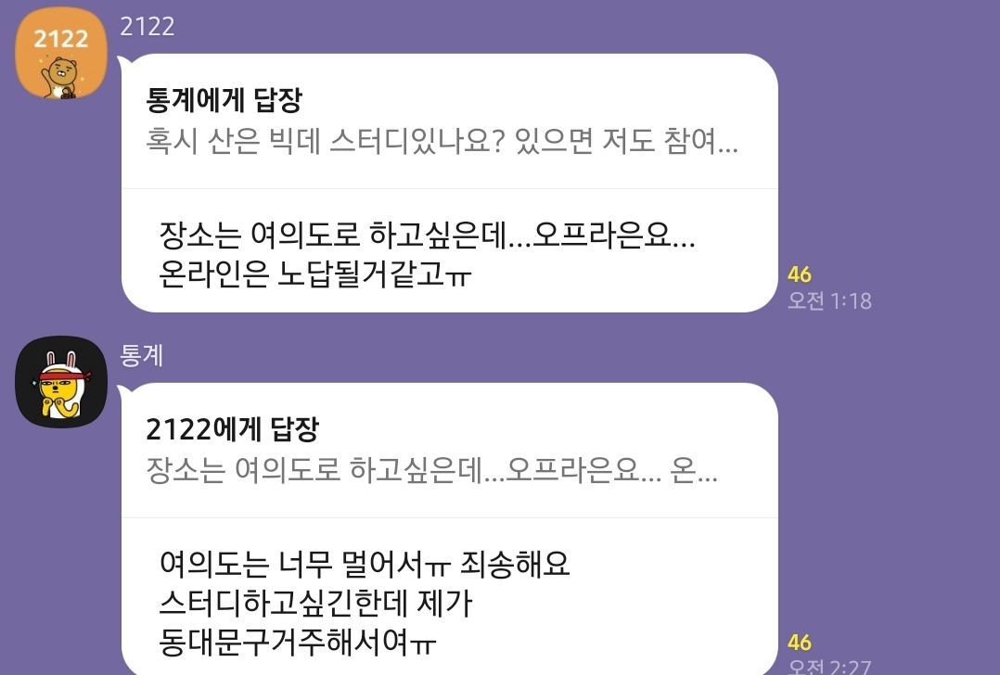 2122
2122
통계에게 답장
혹시 산은 빅데 스터디있나요? 있으면 저도 참여...
장소는 여의도로 하고싶은데...오프라은요...
온라인은 노답될거같고ㅠ
46
오전 1:18
통계
2122에게 답장
장소는 여의도로 하고싶은데...오프라은요... 온...
여의도는 너무 멀어서ㅠ 죄송해요
스터디하고싶긴한데 제가
동대문구거주해서여ㅠ
46
오전 2:27